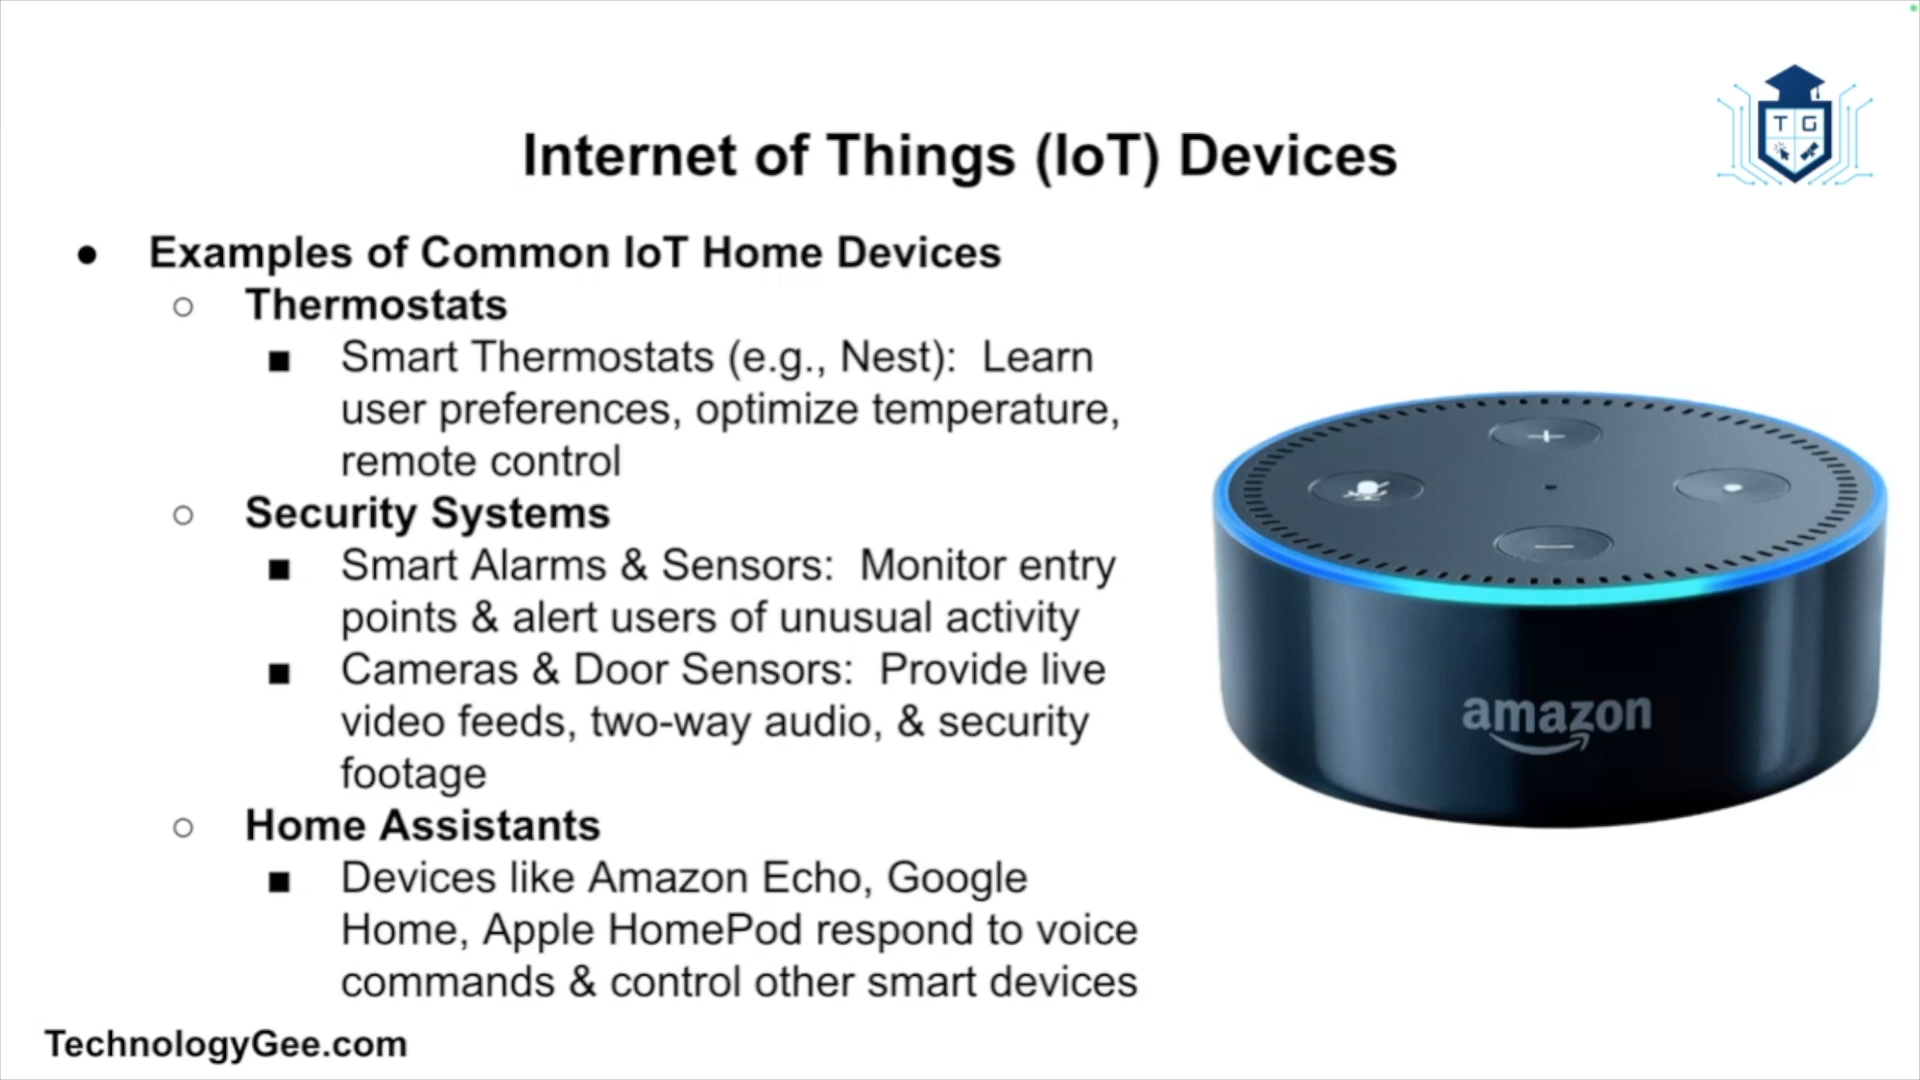 Internet of Things (IoT) Devices
T G
● Examples of Common IoT Home Devices
○ Thermostats
■ Smart Thermostats (e.g., Nest): Learn
user preferences, optimize temperature,
remote control
○ Security Systems
■ Smart Alarms & Sensors: Monitor entry
points & alert users of unusual activity
■ Cameras & Door Sensors: Provide live
video feeds, two-way audio, & security
footage
○ Home Assistants
■ Devices like Amazon Echo, Google
Home, Apple HomePod respond to voice
commands & control other smart devices
amazon
TechnologyGee.com